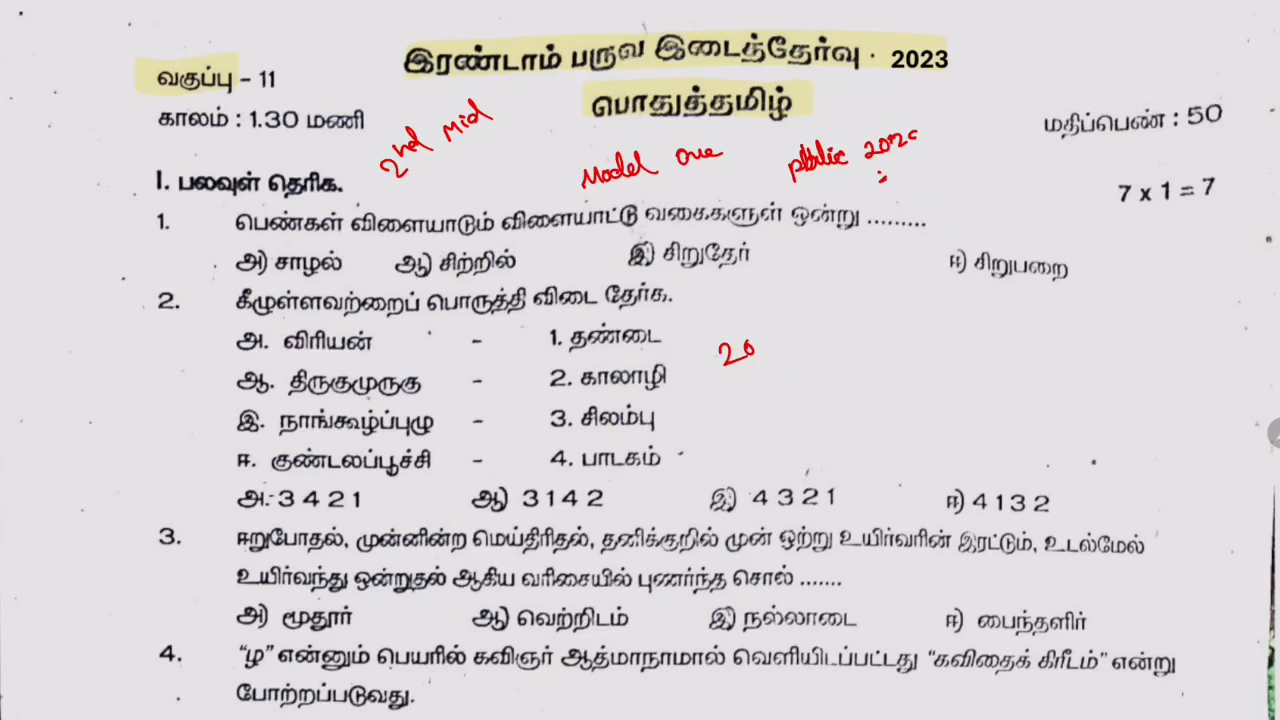 இரண்டாம் பருவ இடைத்தேர்வு - 2023
வகுப்பு - 11
பொதுத்தமிழ்
காலம் : 1.30 மணி
மதிப்பெண் : 50
2nd mid
Model one
public
I. பலவுள் தெரிக.
7 x 1 = 7
1. பெண்கள் விளையாடும் விளையாட்டு வகைகளுள் ஒன்று .........
அ) சாழல் ஆ) சிற்றில் இ) சிறுதேர் ஈ) சிறுபறை
2. கீழுள்ளவற்றைப் பொருத்தி விடை தேர்க.
அ. விரியன் - 1. தண்டை
20
ஆ. திருகுமுருகு - 2. காலாழி
இ. நாங்கூழ்ப்புழு - 3. சிலம்பு
ஈ. குண்டலப்பூச்சி - 4. பாடகம்
அ. 3 4 2 1 ஆ) 3 1 4 2 இ) 4 3 2 1 ஈ) 4 1 3 2
3. ஈறுபோதல், முன்னின்ற மெய்திரிதல், தனிக்குறில் முன் ஒற்று உயிர்வரின் இரட்டும், உடல்மேல்
உயிர்வந்து ஒன்றுதல் ஆகிய வரிசையில் புணர்ந்த சொல் .......
அ) மூதூர் ஆ) வெற்றிடம் இ) நல்லாடை ஈ) பைந்தளிர்
4. “ழ” என்னும் பெயரில் கவிஞர் ஆத்மாநாமால் வெளியிடப்பட்டது “கவிதைக் கிரீடம்” என்று
போற்றப்படுவது.